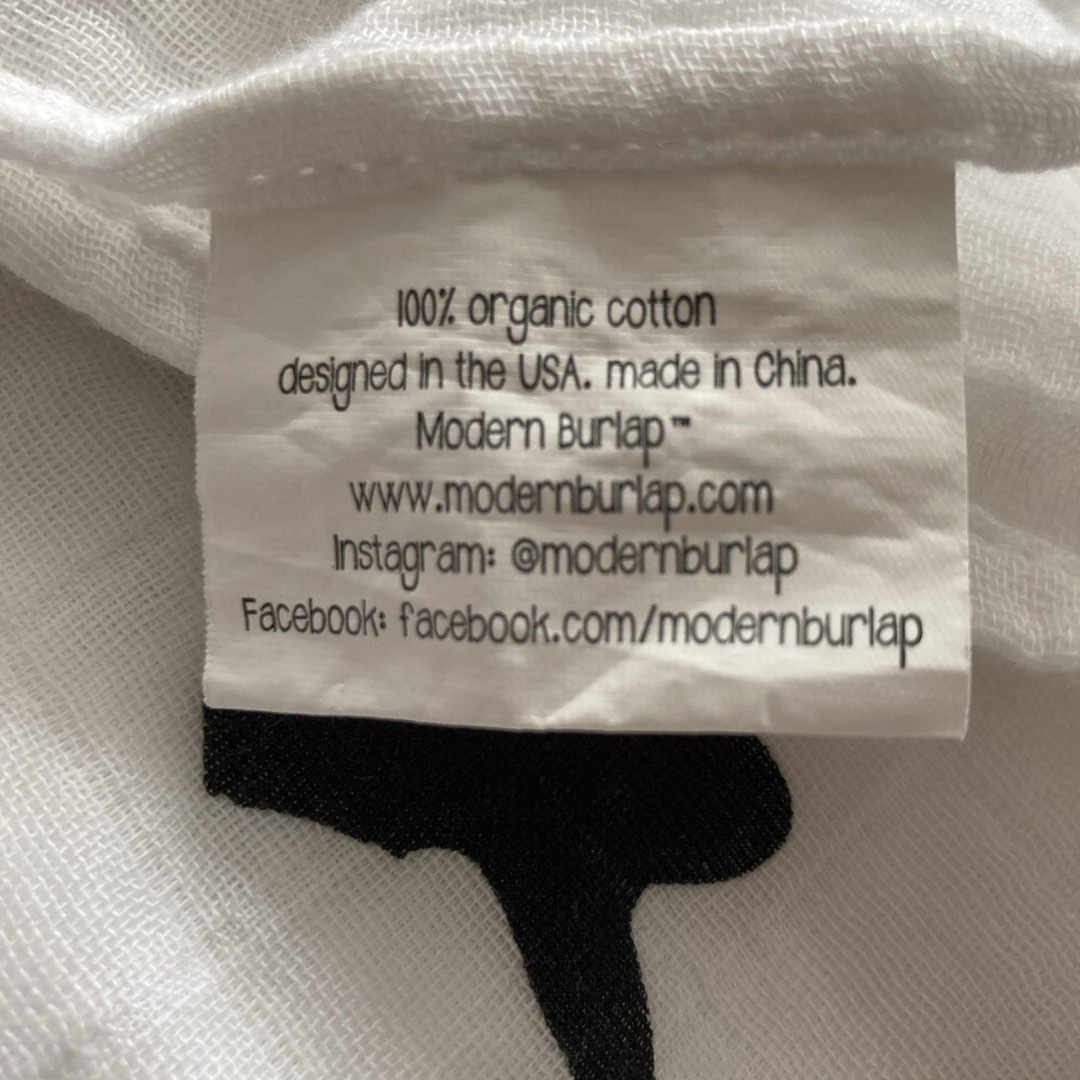 100% organic cotton
designed in the USA. made in China.
Modern Burlap™
www.modernburlap.com
Instagram: @modernburlap
Facebook: facebook.com/modernburlap